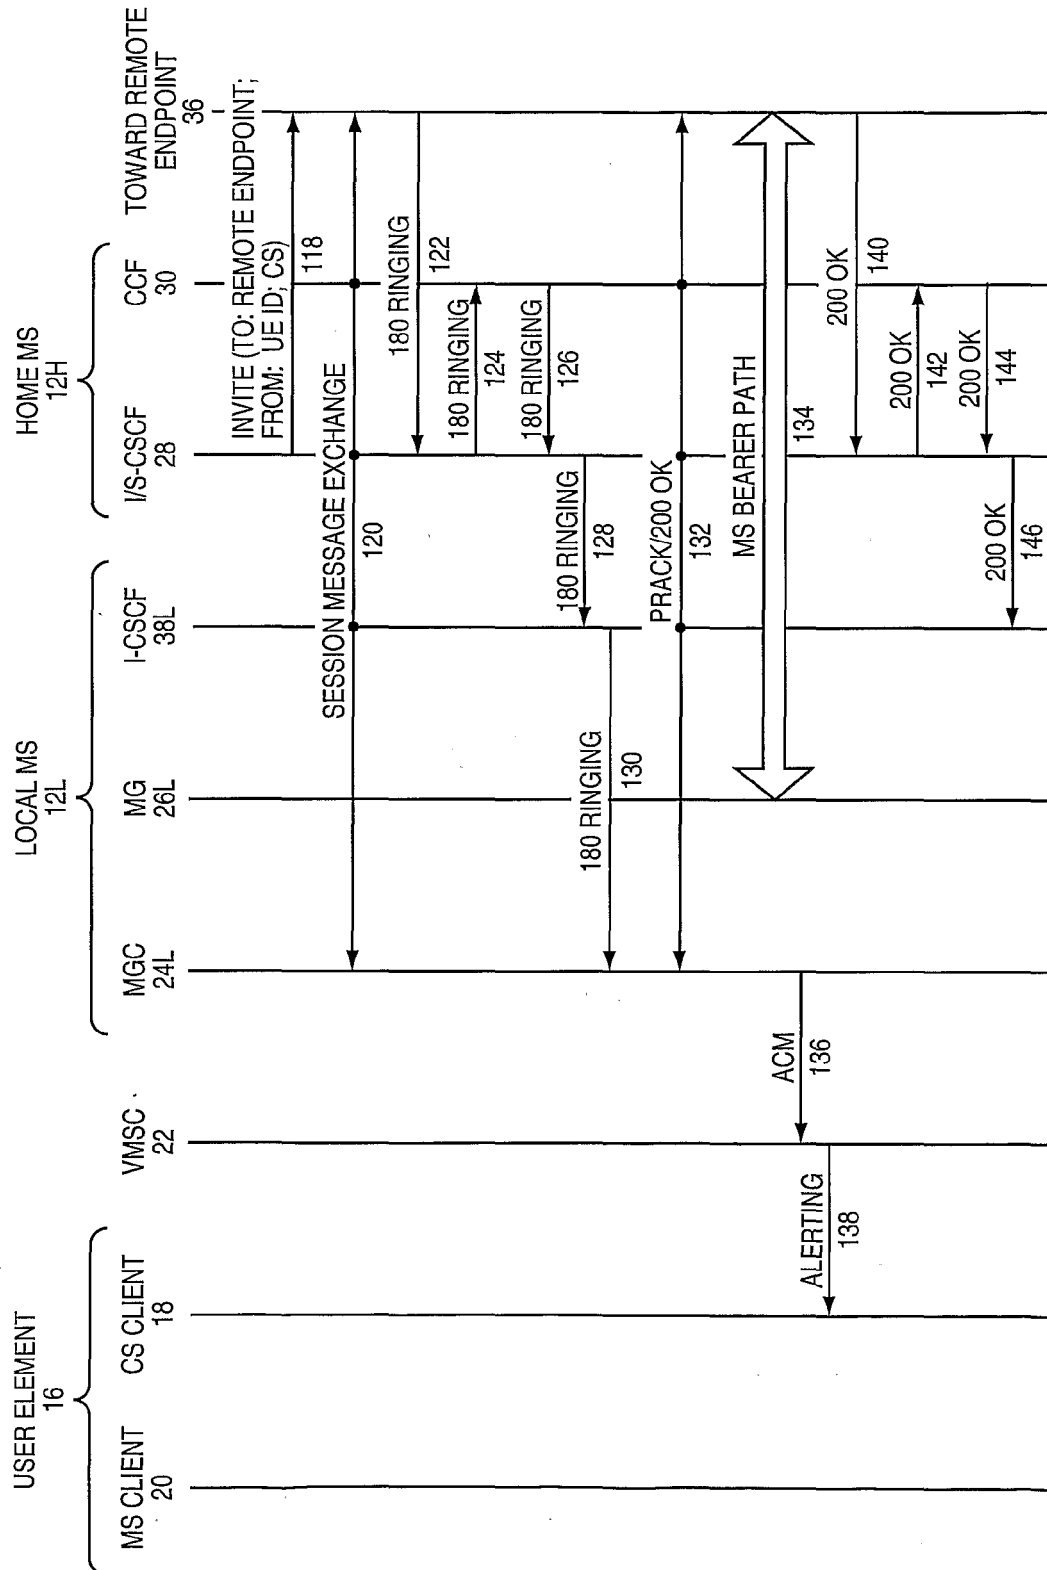 USER ELEMENT
16
LOCAL MS
12L
HOME MS
12H
MS CLIENT
20
CS CLIENT
18
VMSC
22
MGC
24L
MG
26L
I-CSCF
38L
I/S-CSCF
28
CCF
30
TOWARD REMOTE
ENDPOINT
36
INVITE (TO: REMOTE ENDPOINT;
FROM: UE ID; CS)
118
SESSION MESSAGE EXCHANGE
120
180 RINGING
122
180 RINGING
124
180 RINGING
126
180 RINGING
128
180 RINGING
130
PRACK/200 OK
132
MS BEARER PATH
134
ACM
136
ALERTING
138
200 OK
140
200 OK
142
200 OK
144
200 OK
146